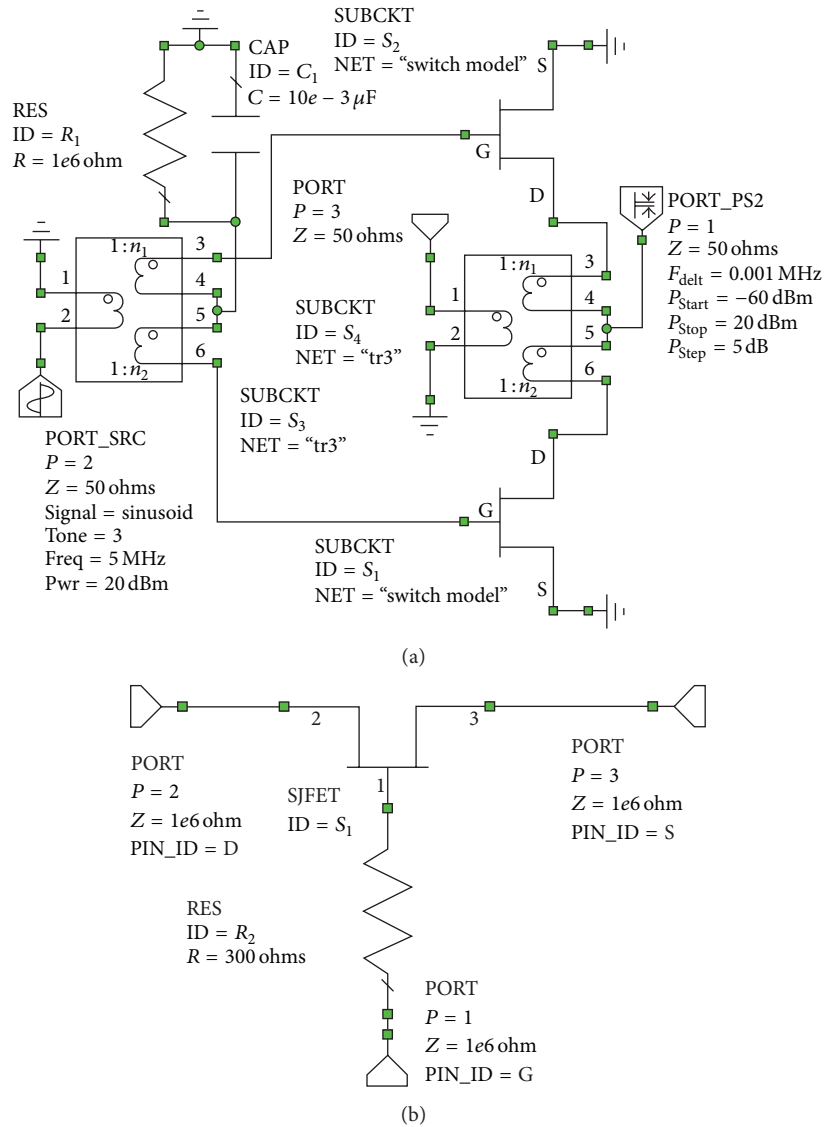 SUBCKT
ID = S2
NET = “switch model”
S
CAP
ID = C1
C = 10e − 3 μF
RES
ID = R1
R = 1e6 ohm
G
D
PORT
P = 3
Z = 50 ohms
PORT_PS2
P = 1
Z = 50 ohms
Fdelt = 0.001 MHz
PStart = −60 dBm
PStop = 20 dBm
PStep = 5 dB
1:n1
3
1
4
2
5
6
1:n2
SUBCKT
ID = S4
NET = “tr3”
1:n1
3
1
4
2
5
6
1:n2
SUBCKT
ID = S3
NET = “tr3”
PORT_SRC
P = 2
Z = 50 ohms
Signal = sinusoid
Tone = 3
Freq = 5 MHz
Pwr = 20 dBm
D
G
SUBCKT
ID = S1
NET = “switch model”
S
(a)
2
3
1
PORT
P = 2
Z = 1e6 ohm
PIN_ID = D
SJFET
ID = S1
PORT
P = 3
Z = 1e6 ohm
PIN_ID = S
RES
ID = R2
R = 300 ohms
PORT
P = 1
Z = 1e6 ohm
PIN_ID = G
(b)